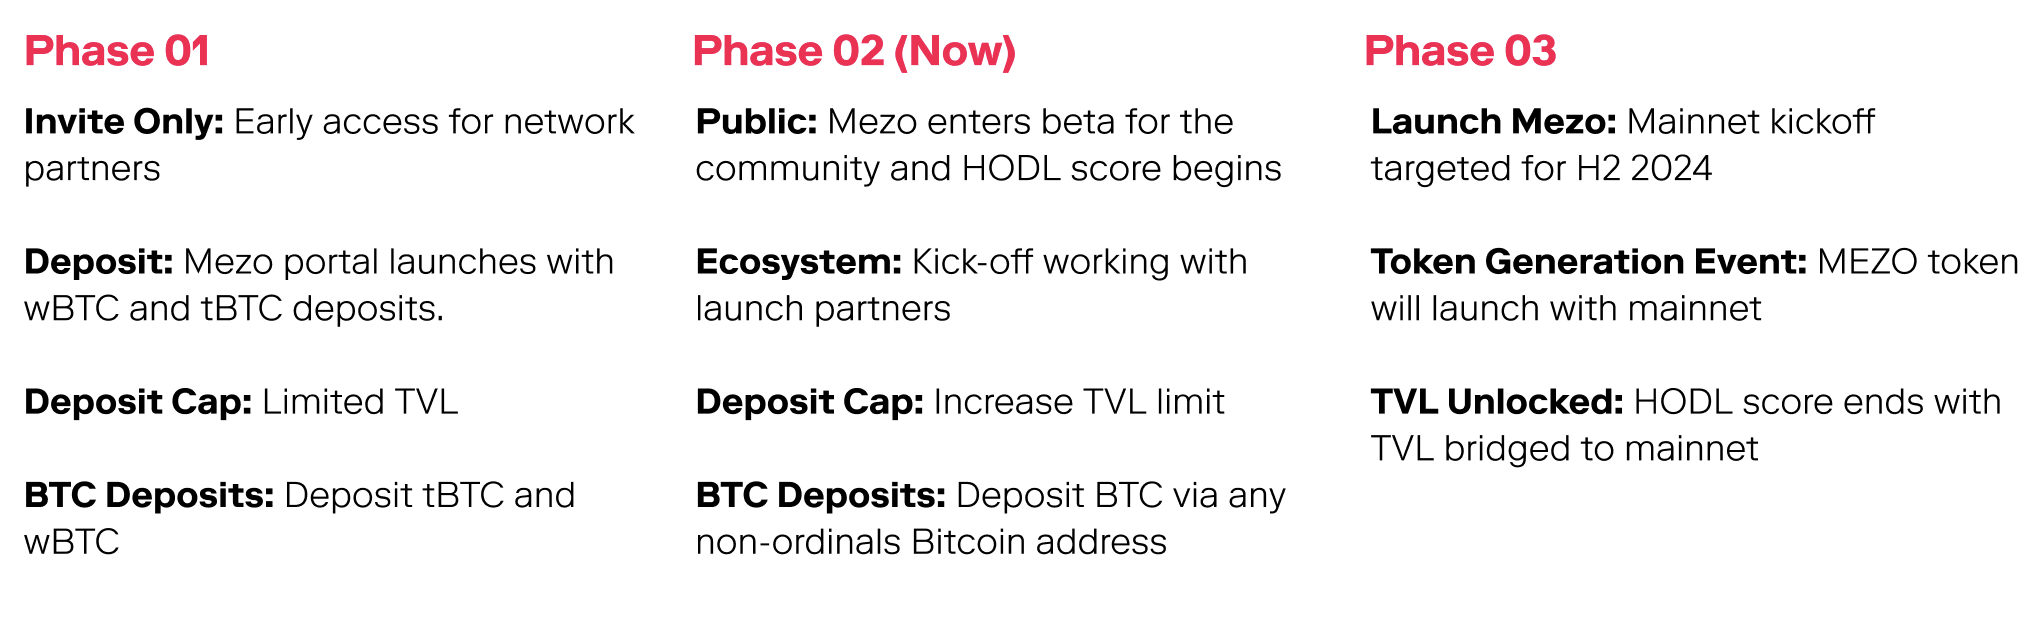 Phase 01
Invite Only: Early access for network
partners
Deposit: Mezo portal launches with
wBTC and tBTC deposits.
Deposit Cap: Limited TVL
BTC Deposits: Deposit tBTC and
wBTC
Phase 02 (Now)
Public: Mezo enters beta for the
community and HODL score begins
Ecosystem: Kick-off working with
launch partners
Deposit Cap: Increase TVL limit
BTC Deposits: Deposit BTC via any
non-ordinals Bitcoin address
Phase 03
Launch Mezo: Mainnet kickoff
targeted for H2 2024
Token Generation Event: MEZO token
will launch with mainnet
TVL Unlocked: HODL score ends with
TVL bridged to mainnet